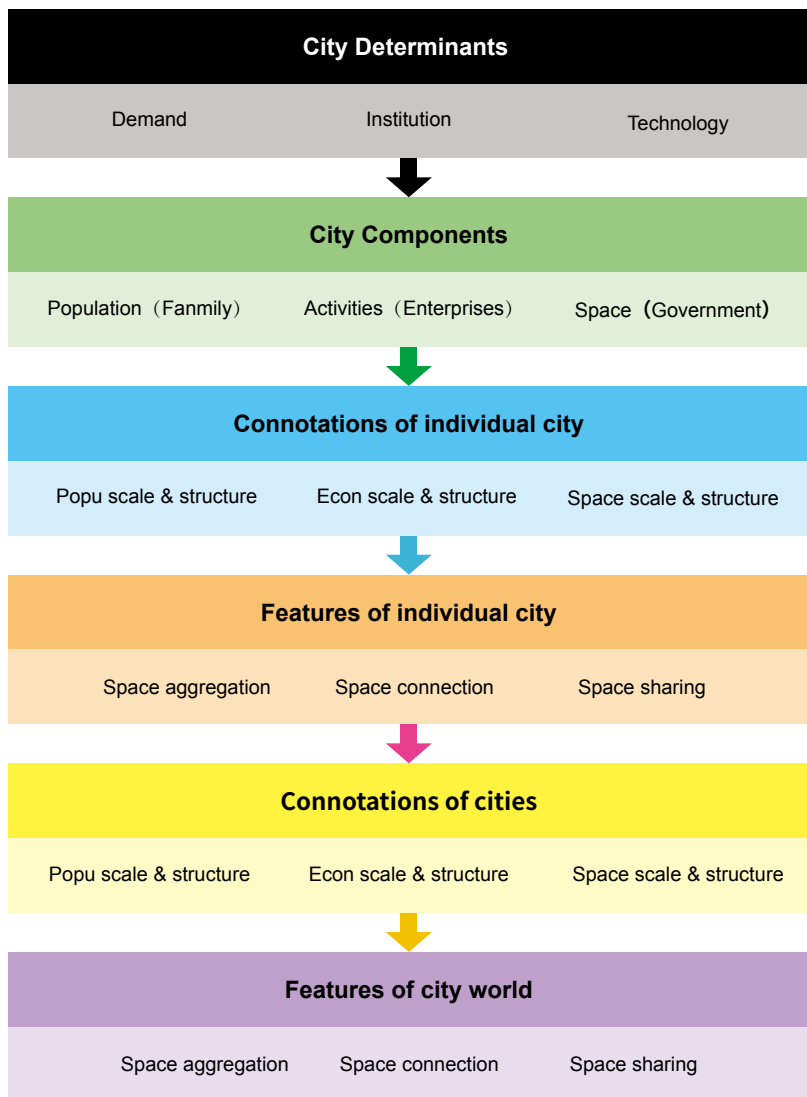 City Determinants
Demand Institution Technology
City Components
Population（Fanmily） Activities（Enterprises） Space（Government）
Connotations of individual city
Popu scale & structure Econ scale & structure Space scale & structure
Features of individual city
Space aggregation Space connection Space sharing
Connotations of cities
Popu scale & structure Econ scale & structure Space scale & structure
Features of city world
Space aggregation Space connection Space sharing